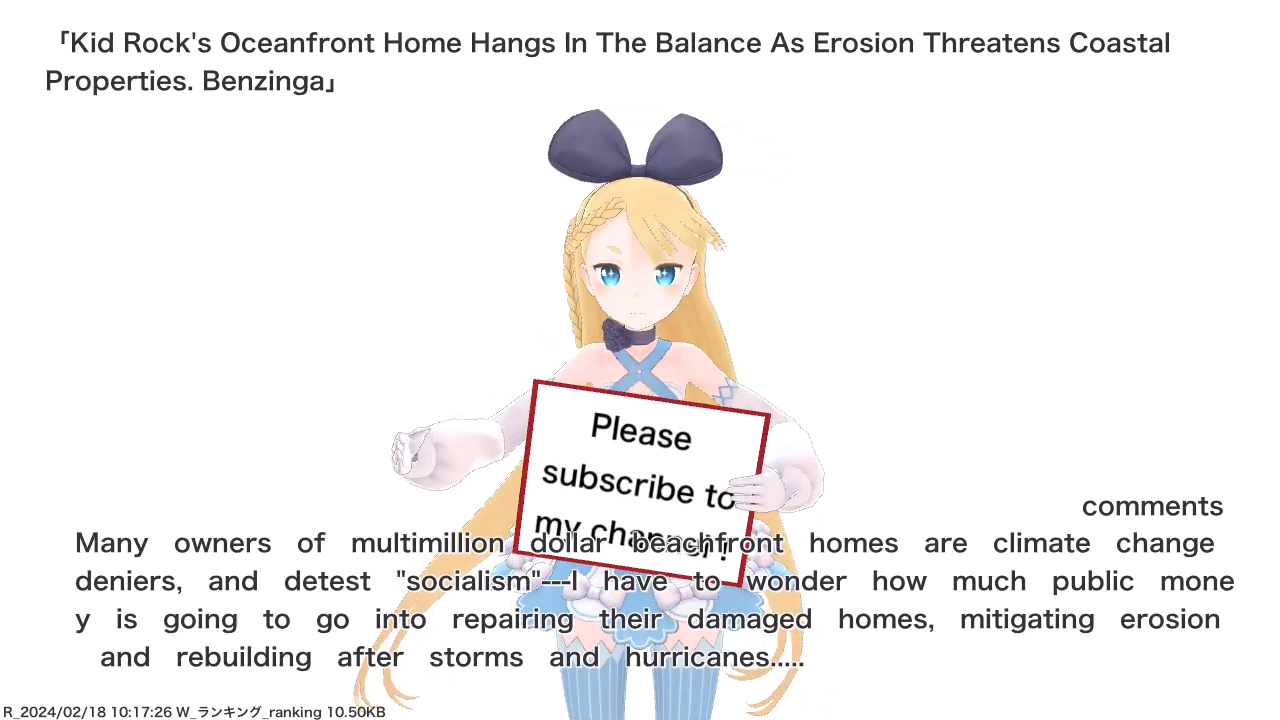 「Kid Rock's Oceanfront Home Hangs In The Balance As Erosion Threatens Coastal
Properties. Benzinga」
Please
subscribe to
my channel!
comments
Many owners of multimillion dollar beachfront homes are climate change
deniers, and detest "socialism"---I have to wonder how much public mone
y is going to go into repairing their damaged homes, mitigating erosion
and rebuilding after storms and hurricanes.....
R_2024/02/18 10:17:26 W_ランキング_ranking 10.50KB